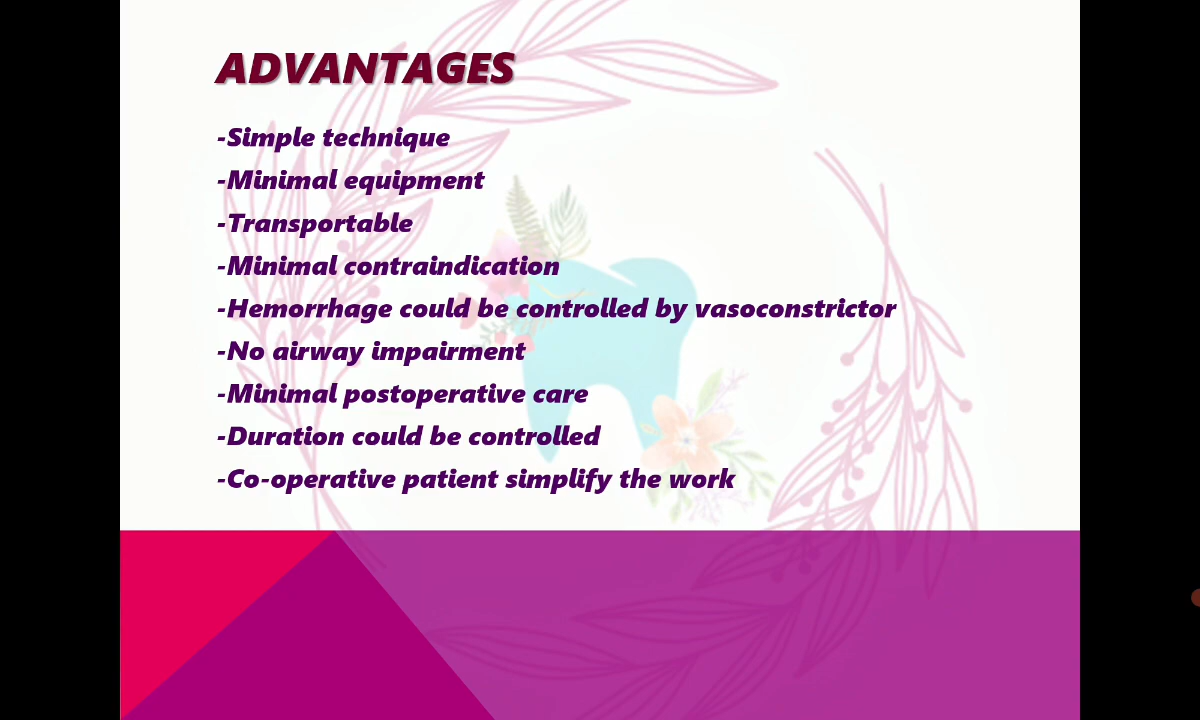 ADVANTAGES
-Simple technique
-Minimal equipment
-Transportable
-Minimal contraindication
-Hemorrhage could be controlled by vasoconstrictor
-No airway impairment
-Minimal postoperative care
-Duration could be controlled
-Co-operative patient simplify the work